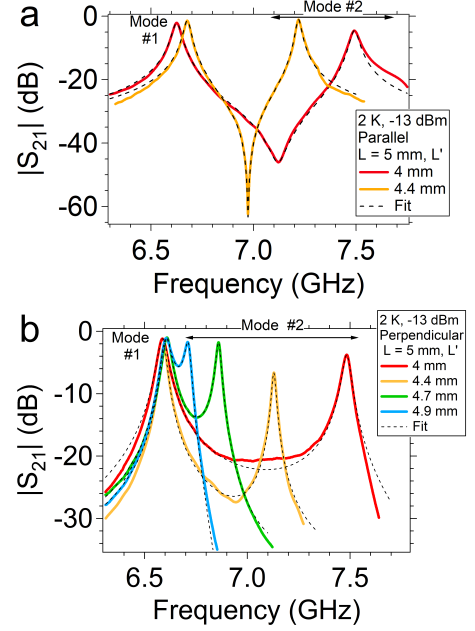 a
Mode
#1
Mode #2
0
-20
-40
-60
|S21| (dB)
2 K, -13 dBm
Parallel
L = 5 mm, L'
4 mm
4.4 mm
Fit
6.5
7.0
7.5
Frequency (GHz)
b
Mode
#1
Mode #2
0
-10
-20
-30
|S21| (dB)
2 K, -13 dBm
Perpendicular
L = 5 mm, L'
4 mm
4.4 mm
4.7 mm
4.9 mm
Fit
6.5
7.0
7.5
Frequency (GHz)